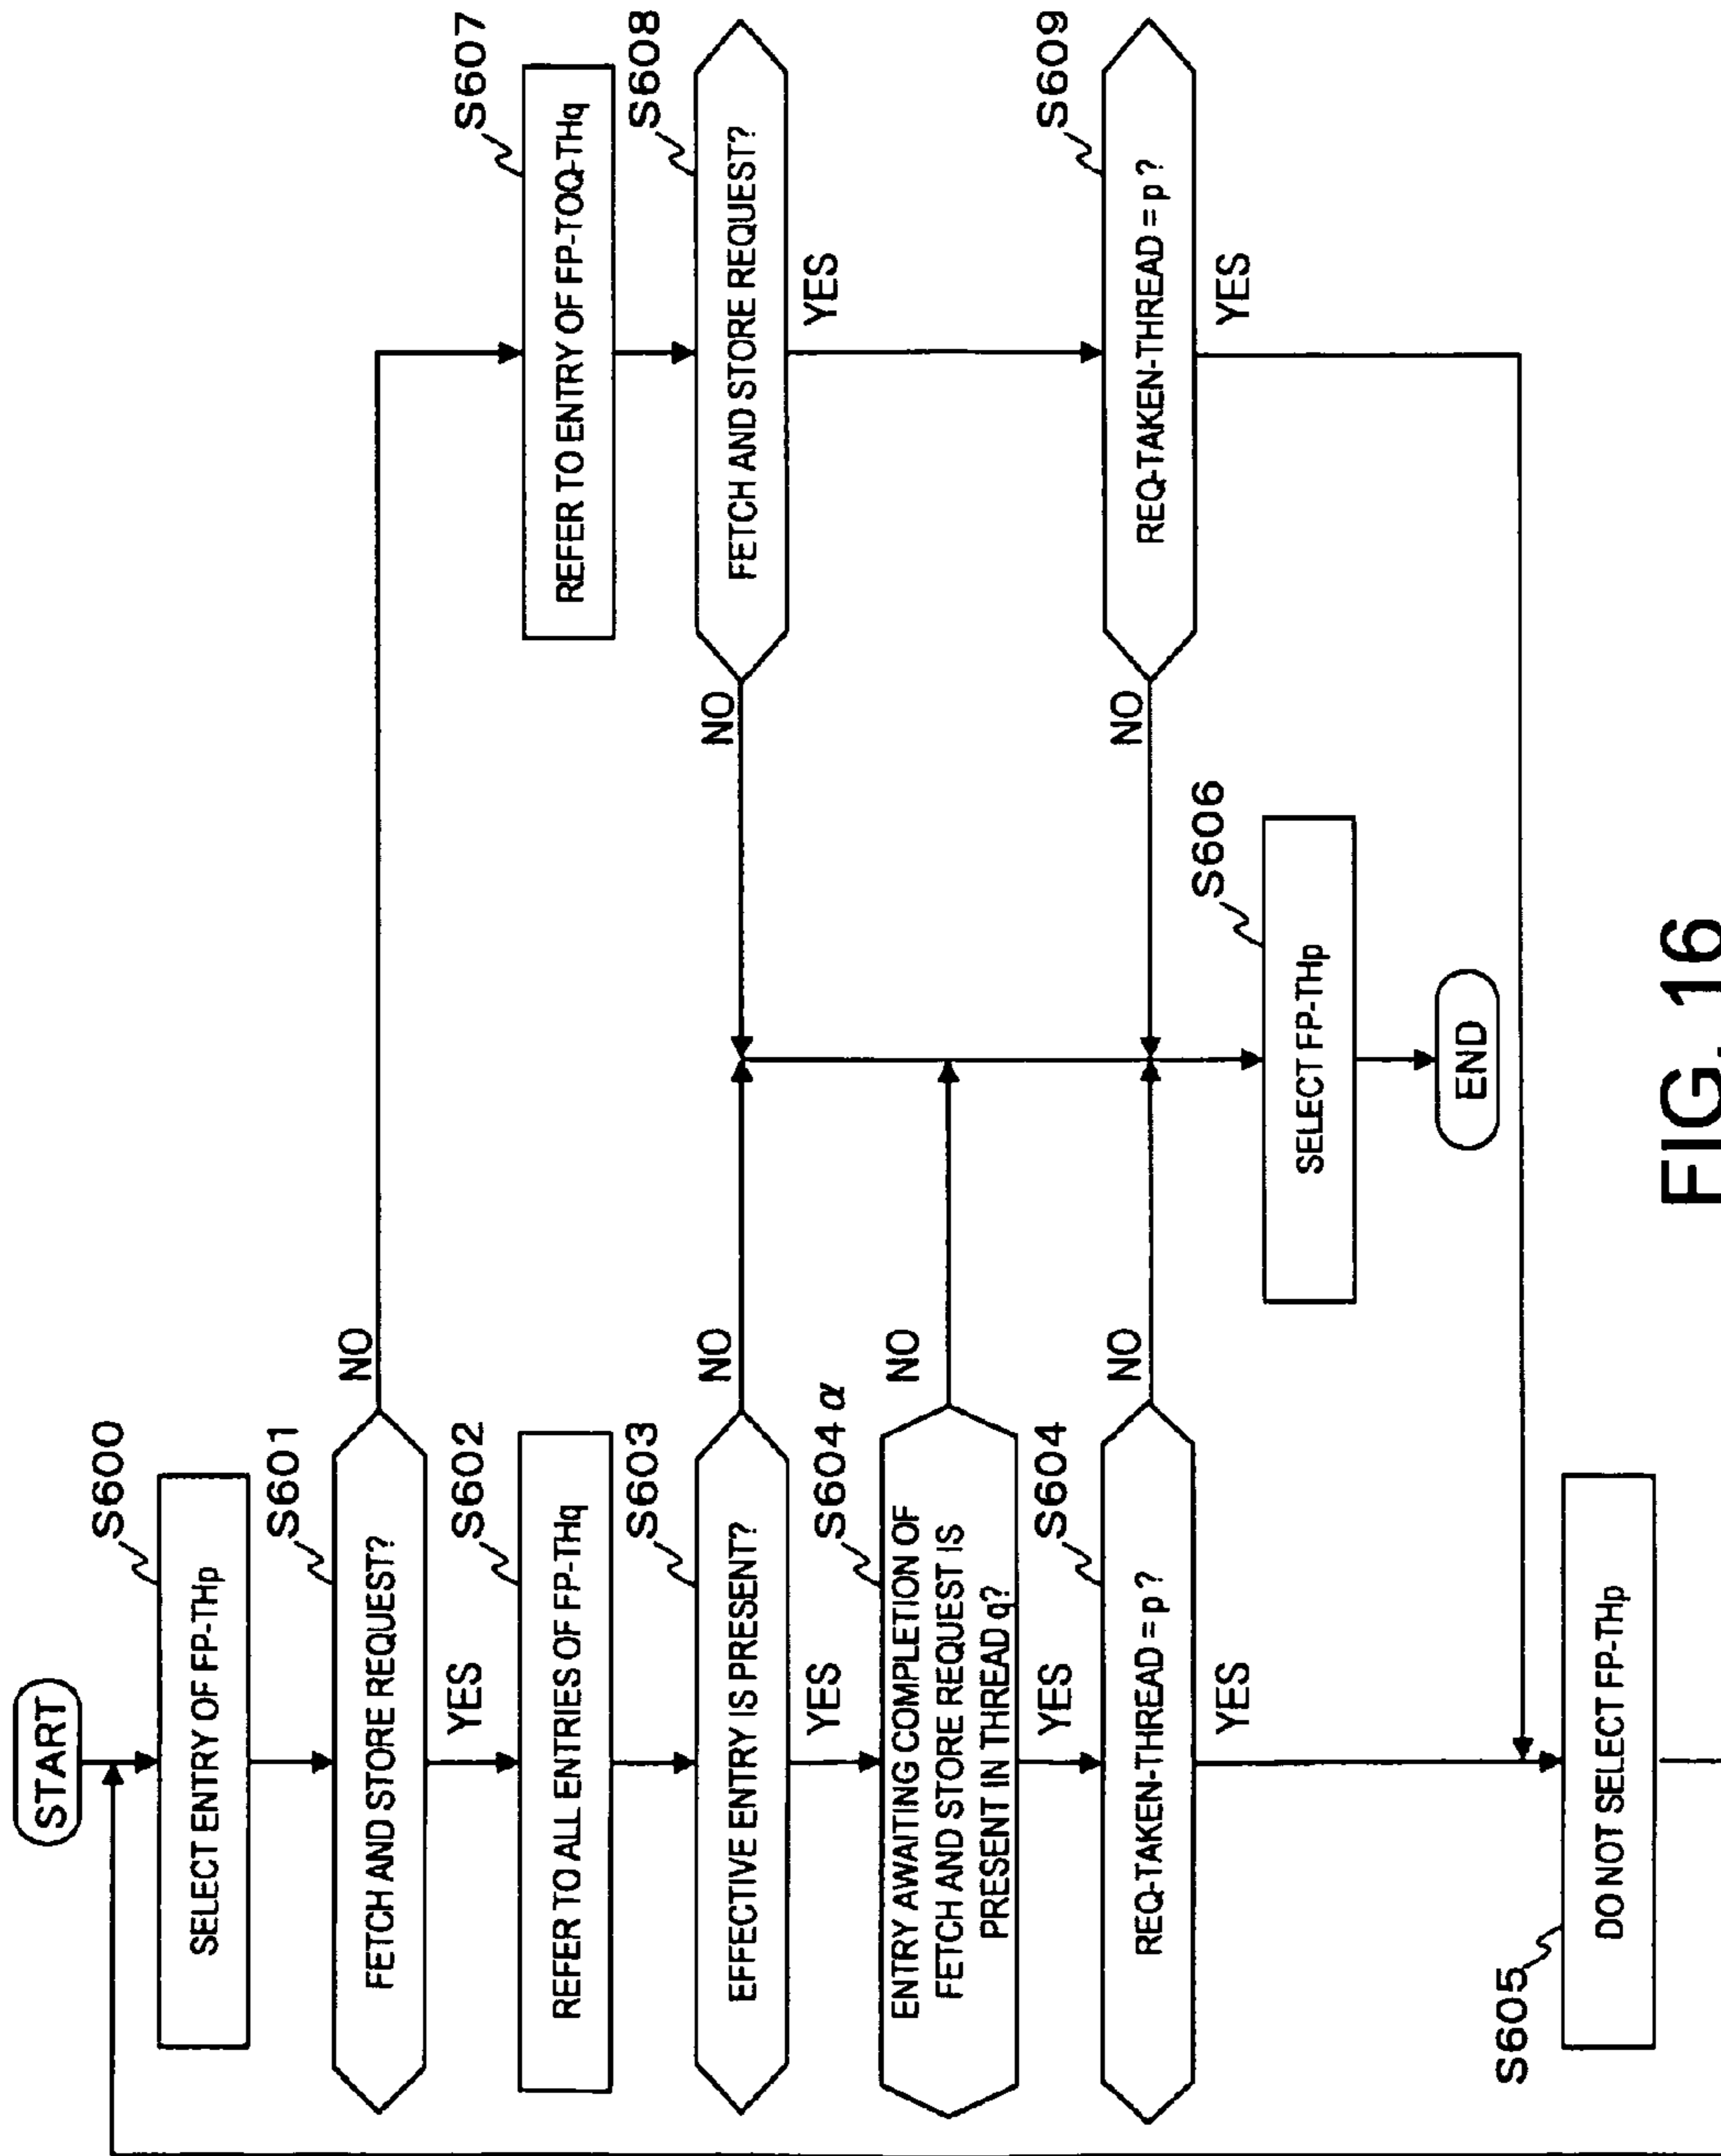 START
S600
SELECT ENTRY OF FP-THp
S601
FETCH AND STORE REQUEST?
NO
YES
S602
REFER TO ALL ENTRIES OF FP-THq
S603
EFFECTIVE ENTRY IS PRESENT?
NO
YES
S604α
ENTRY AWAITING COMPLETION OF
FETCH AND STORE REQUEST IS
PRESENT IN THREAD q?
NO
YES
S604
REQ-TAKEN-THREAD = p ?
NO
YES
S605
DO NOT SELECT FP-THp
S606
SELECT FP-THp
END
S607
REFER TO ENTRY OF FP-TOQ-THq
S608
FETCH AND STORE REQUEST?
NO
YES
S609
REQ-TAKEN-THREAD = p ?
NO
YES
FIG. 16